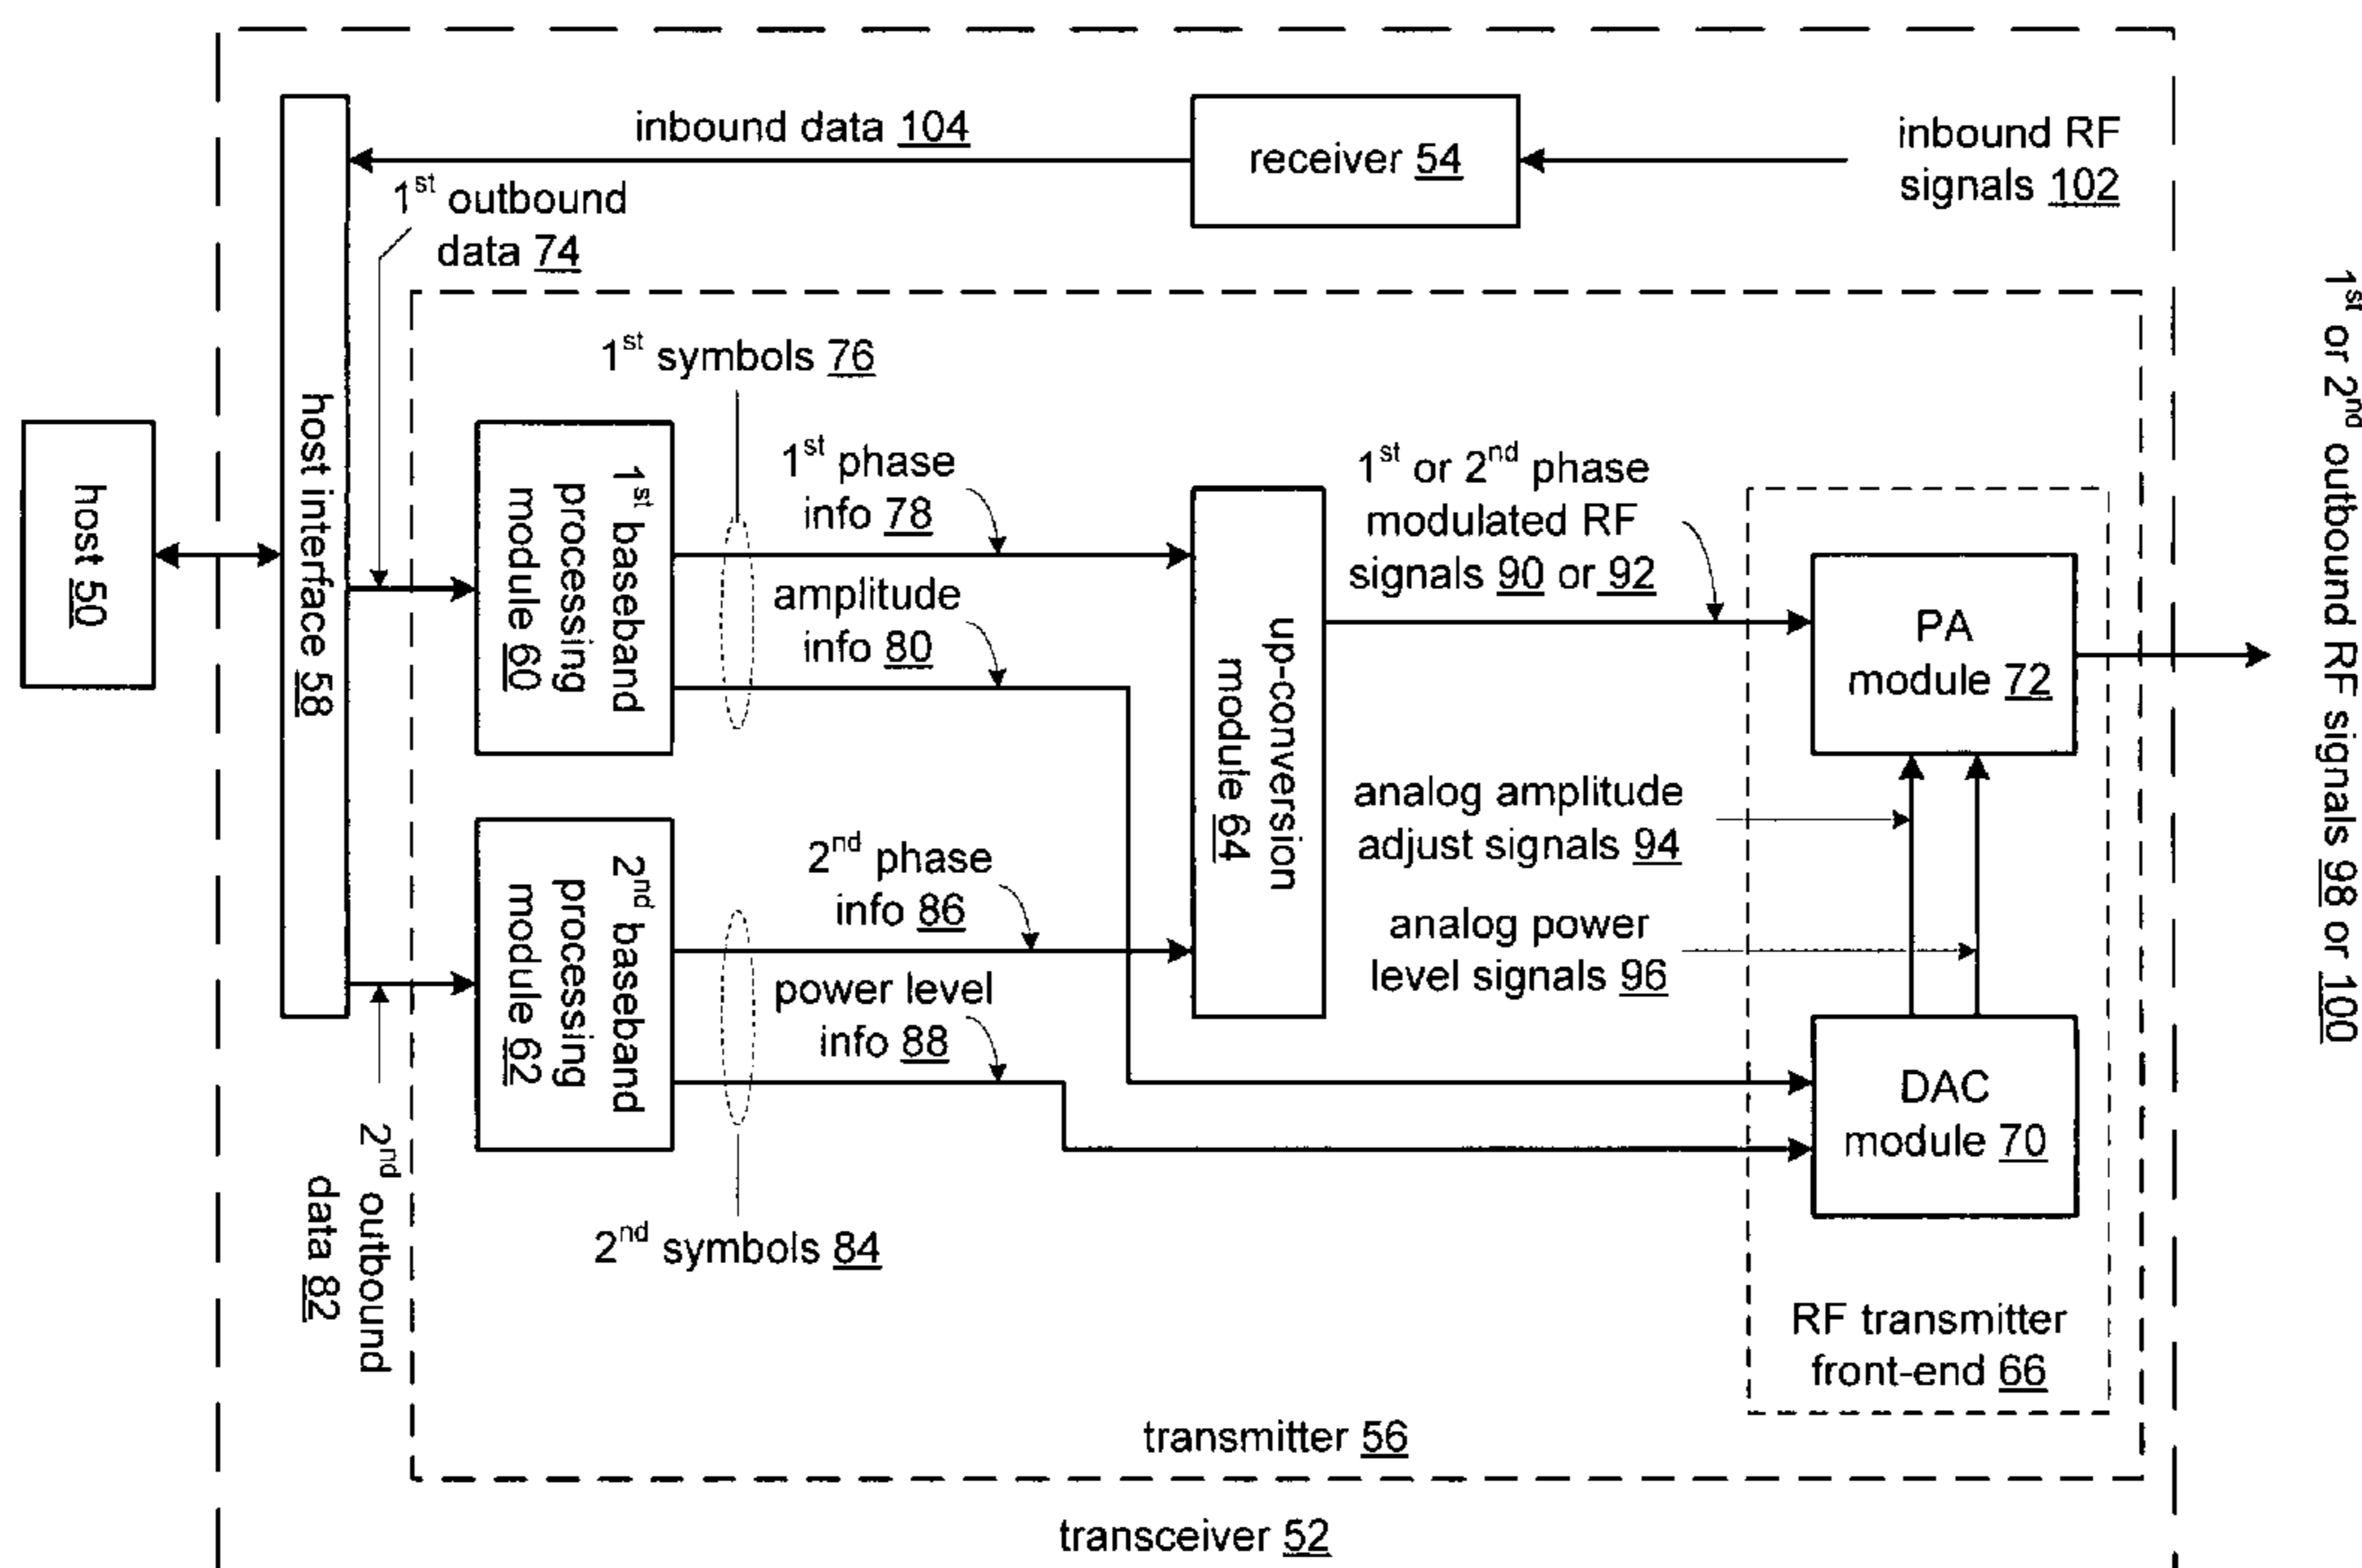 inbound data 104
receiver 54
inbound RF
signals 102
1st outbound
data 74
host 50
host interface 58
1st symbols 76
1st baseband
processing
module 60
1st phase
info 78
amplitude
info 80
up-conversion
module 64
1st or 2nd phase
modulated RF
signals 90 or 92
PA
module 72
1st or 2nd outbound RF signals 98 or 100
analog amplitude
adjust signals 94
analog power
level signals 96
2nd baseband
processing
module 62
2nd phase
info 86
power level
info 88
DAC
module 70
2nd outbound
data 82
2nd symbols 84
RF transmitter
front-end 66
transmitter 56
transceiver 52